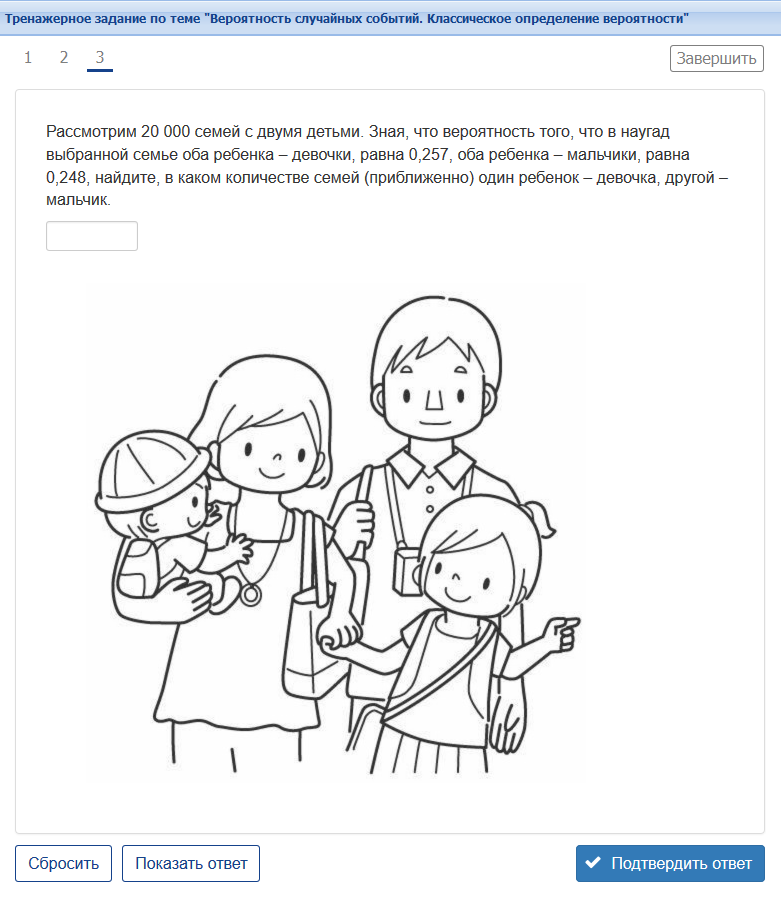 Тренажерное задание по теме "Вероятность случайных событий. Классическое определение вероятности"
1 2 3 Завершить
Рассмотрим 20 000 семей с двумя детьми. Зная, что вероятность того, что в наугад
выбранной семье оба ребенка – девочки, равна 0,257, оба ребенка – мальчики, равна
0,248, найдите, в каком количестве семей (приближенно) один ребенок – девочка, другой –
мальчик.
Сбросить Показать ответ Подтвердить ответ